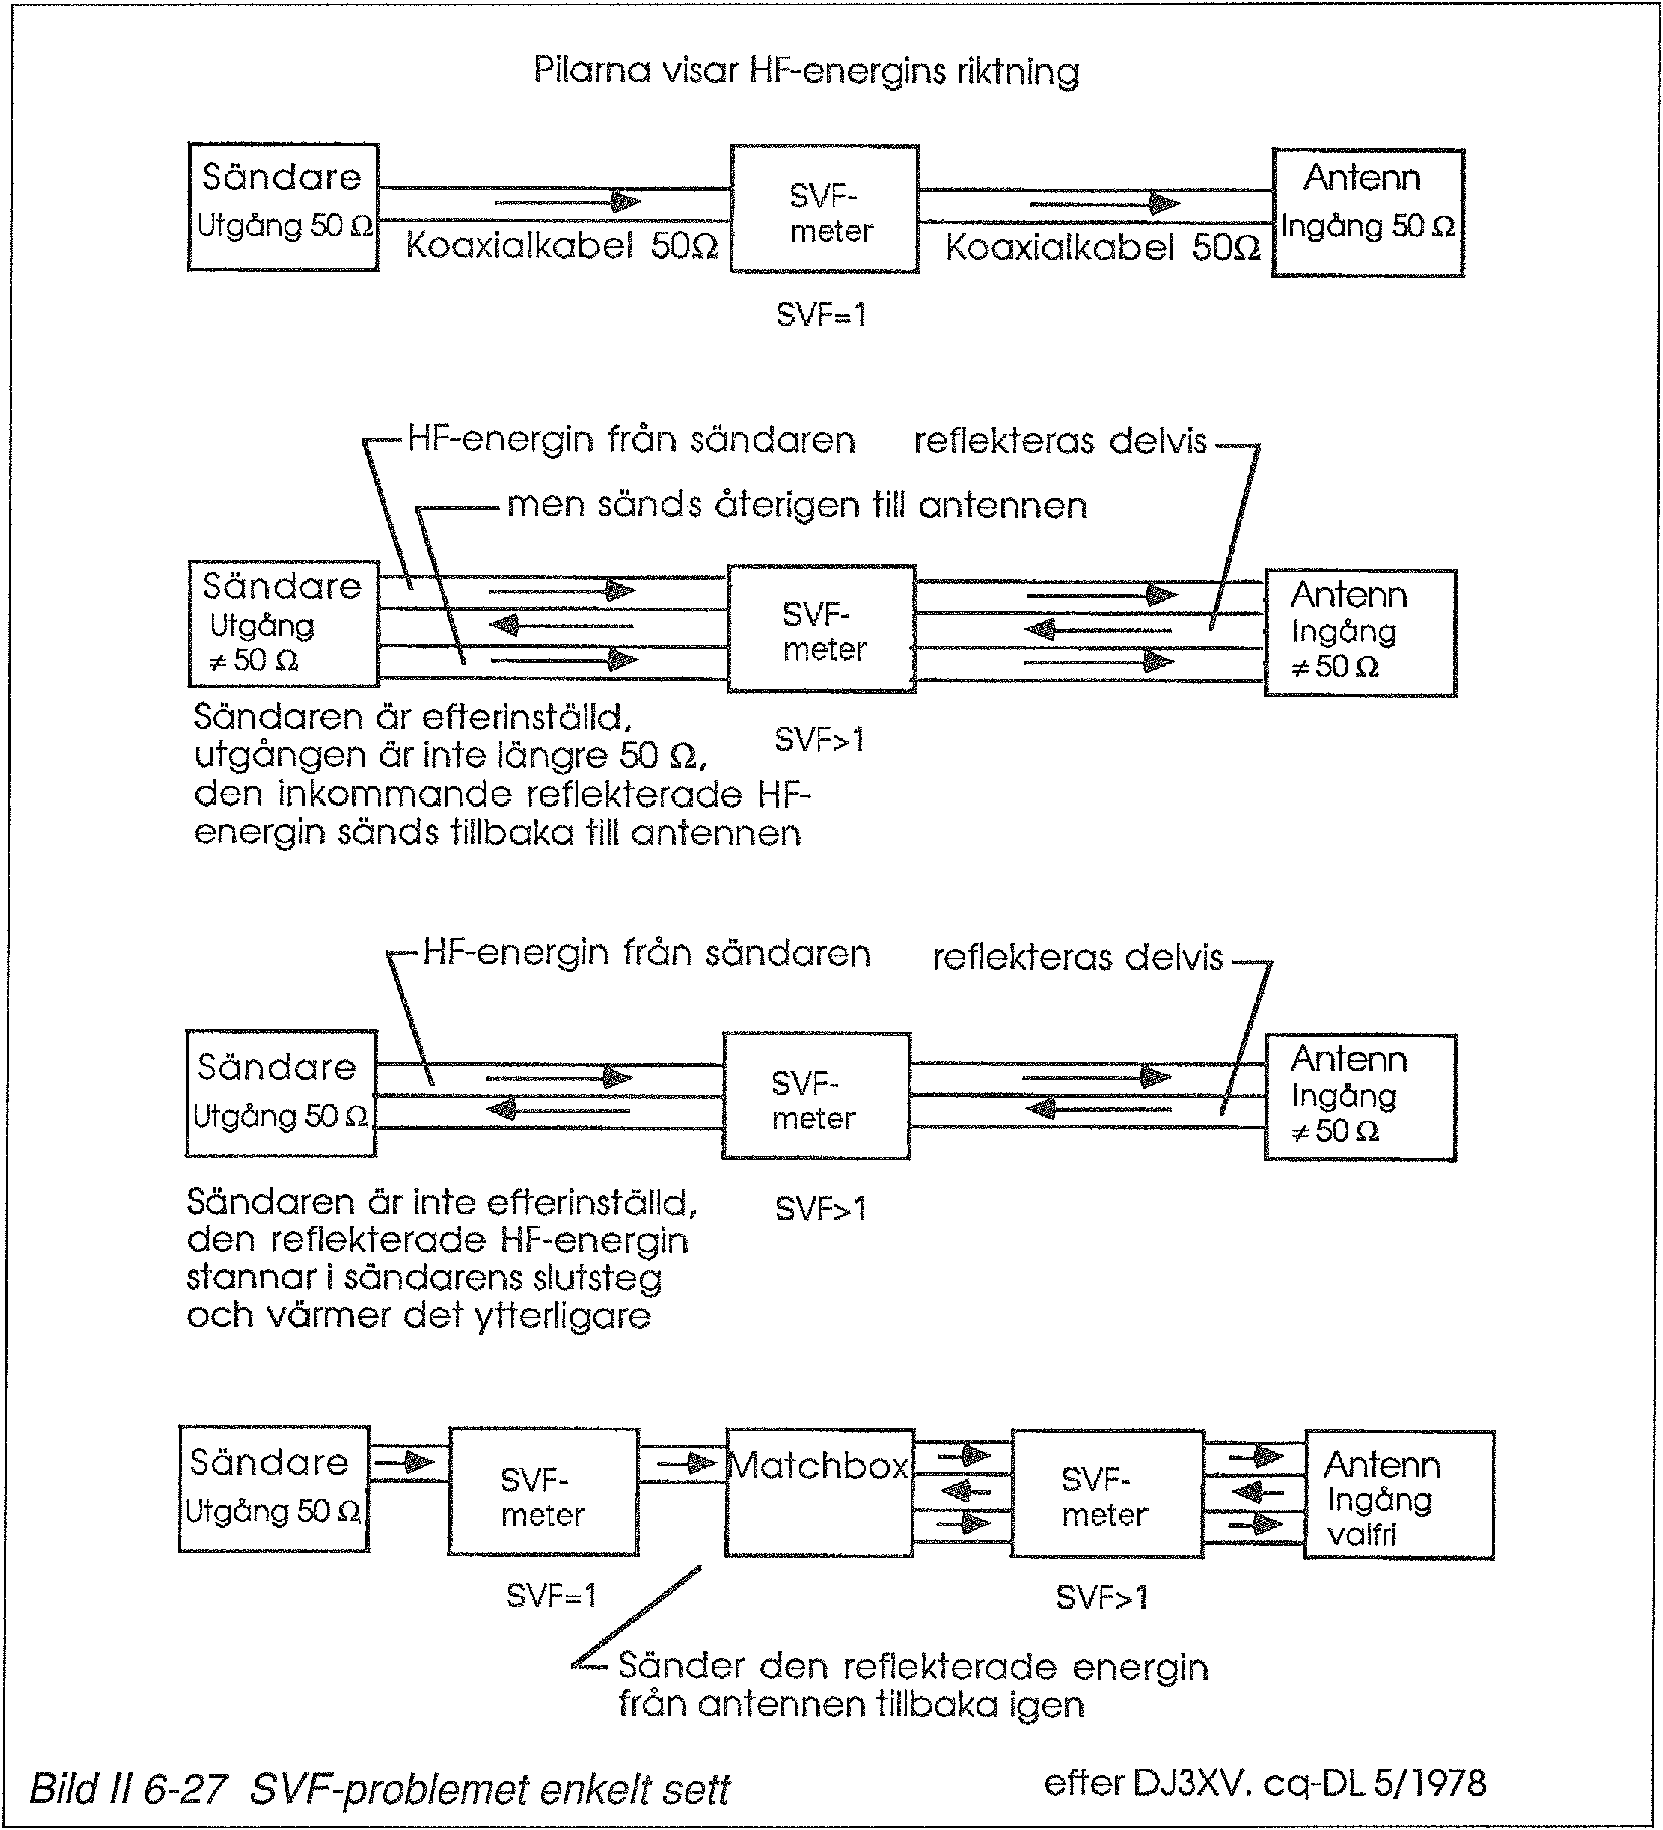 Pilarna visar HF-energins riktning
Sändare
Utgång 50 Ω
Koaxialkabel 50Ω
SVF-
meter
Koaxialkabel 50Ω
Antenn
Ingång 50 Ω
SVF=1
HF-energin från sändaren
reflekteras delvis
men sänds återigen till antennen
Sändare
Utgång
≠ 50 Ω
SVF-
meter
Antenn
Ingång
≠ 50 Ω
Sändaren är efterinställd,
utgången är inte längre 50 Ω,
den inkommande reflekterade HF-
energin sänds tillbaka till antennen
SVF>1
HF-energin från sändaren
reflekteras delvis
Sändare
Utgång 50 Ω
SVF-
meter
Antenn
Ingång
≠ 50 Ω
Sändaren är inte efterinställd,
den reflekterade HF-energin
stannar i sändarens slutsteg
och värmer det ytterligare
SVF>1
Sändare
Utgång 50 Ω
SVF-
meter
Matchbox
SVF-
meter
Antenn
Ingång
valfri
SVF=1
SVF>1
Sänder den reflekterade energin
från antennen tillbaka igen
Bild II 6-27 SVF-problemet enkelt sett
efter DJ3XV. cq-DL 5/1978